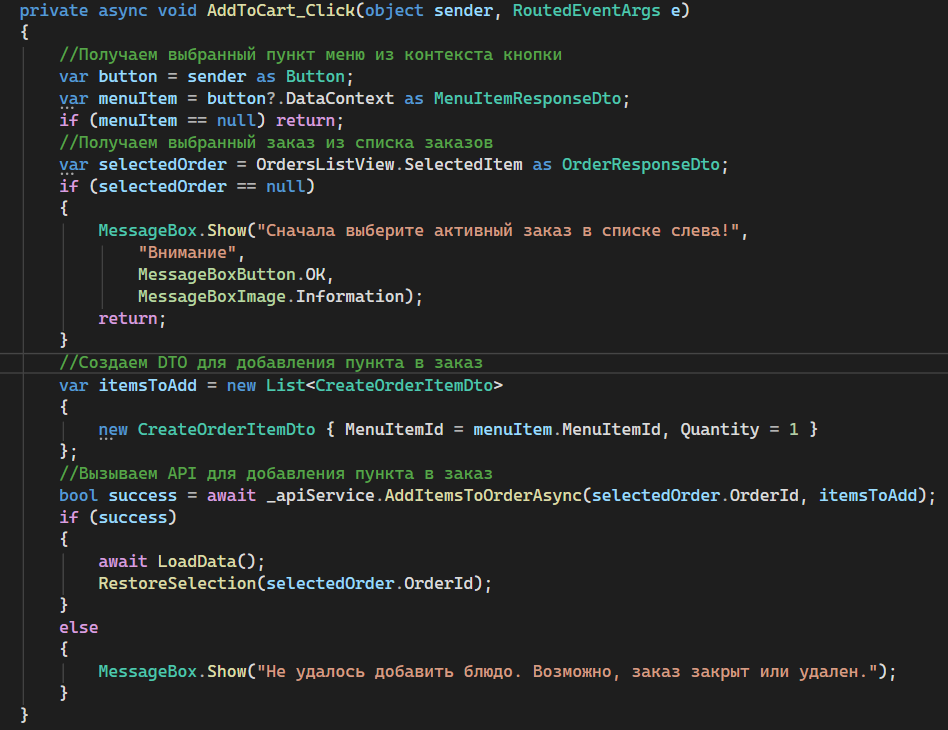 private async void AddToCart_Click(object sender, RoutedEventArgs e)
{
    //Получаем выбранный пункт меню из контекста кнопки
    var button = sender as Button;
    var menuItem = button?.DataContext as MenuItemResponseDto;
    if (menuItem == null) return;
    //Получаем выбранный заказ из списка заказов
    var selectedOrder = OrdersListView.SelectedItem as OrderResponseDto;
    if (selectedOrder == null)
    {
        MessageBox.Show("Сначала выберите активный заказ в списке слева!",
            "Внимание",
            MessageBoxButton.OK,
            MessageBoxImage.Information);
        return;
    }
    //Создаем DTO для добавления пункта в заказ
    var itemsToAdd = new List<CreateOrderItemDto>
    {
        new CreateOrderItemDto { MenuItemId = menuItem.MenuItemId, Quantity = 1 }
    };
    //Вызываем API для добавления пункта в заказ
    bool success = await _apiService.AddItemsToOrderAsync(selectedOrder.OrderId, itemsToAdd);
    if (success)
    {
        await LoadData();
        RestoreSelection(selectedOrder.OrderId);
    }
    else
    {
        MessageBox.Show("Не удалось добавить блюдо. Возможно, заказ закрыт или удален.");
    }
}